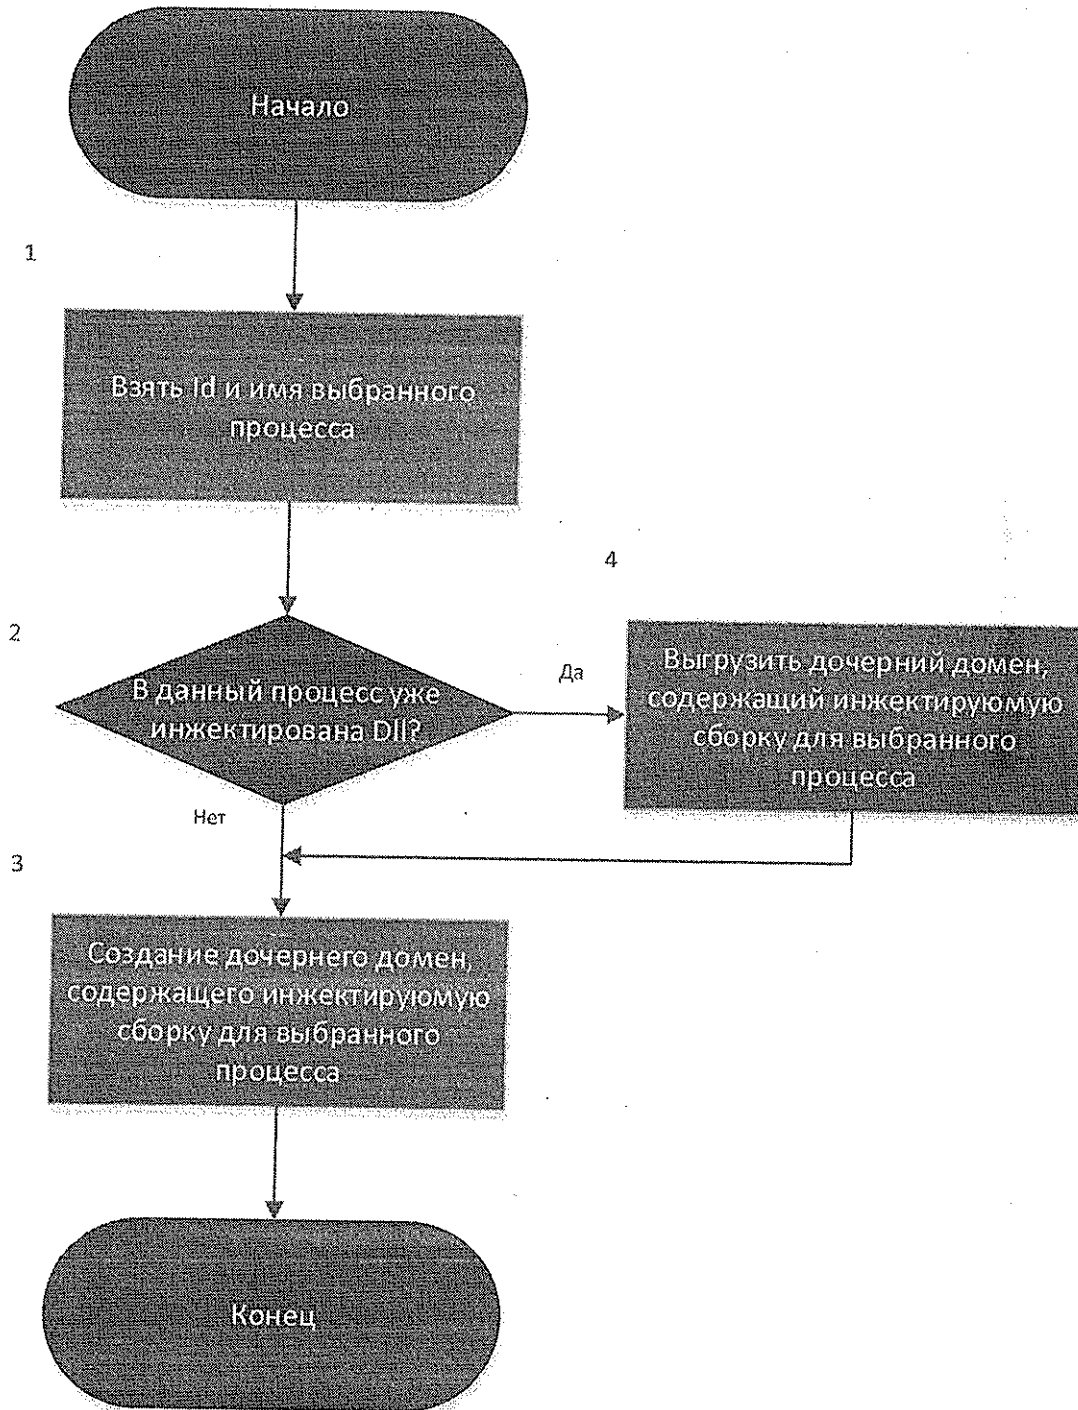 Начало
1
Взять Id и имя выбранного
процесса
4
2
В данный процесс уже
инжектирована Dll?
Да
Выгрузить дочерний домен,
содержащий инжектируюмую
сборку для выбранного
процесса
Нет
3
Создание дочернего домен,
содержащего инжектируюмую
сборку для выбранного
процесса
Конец